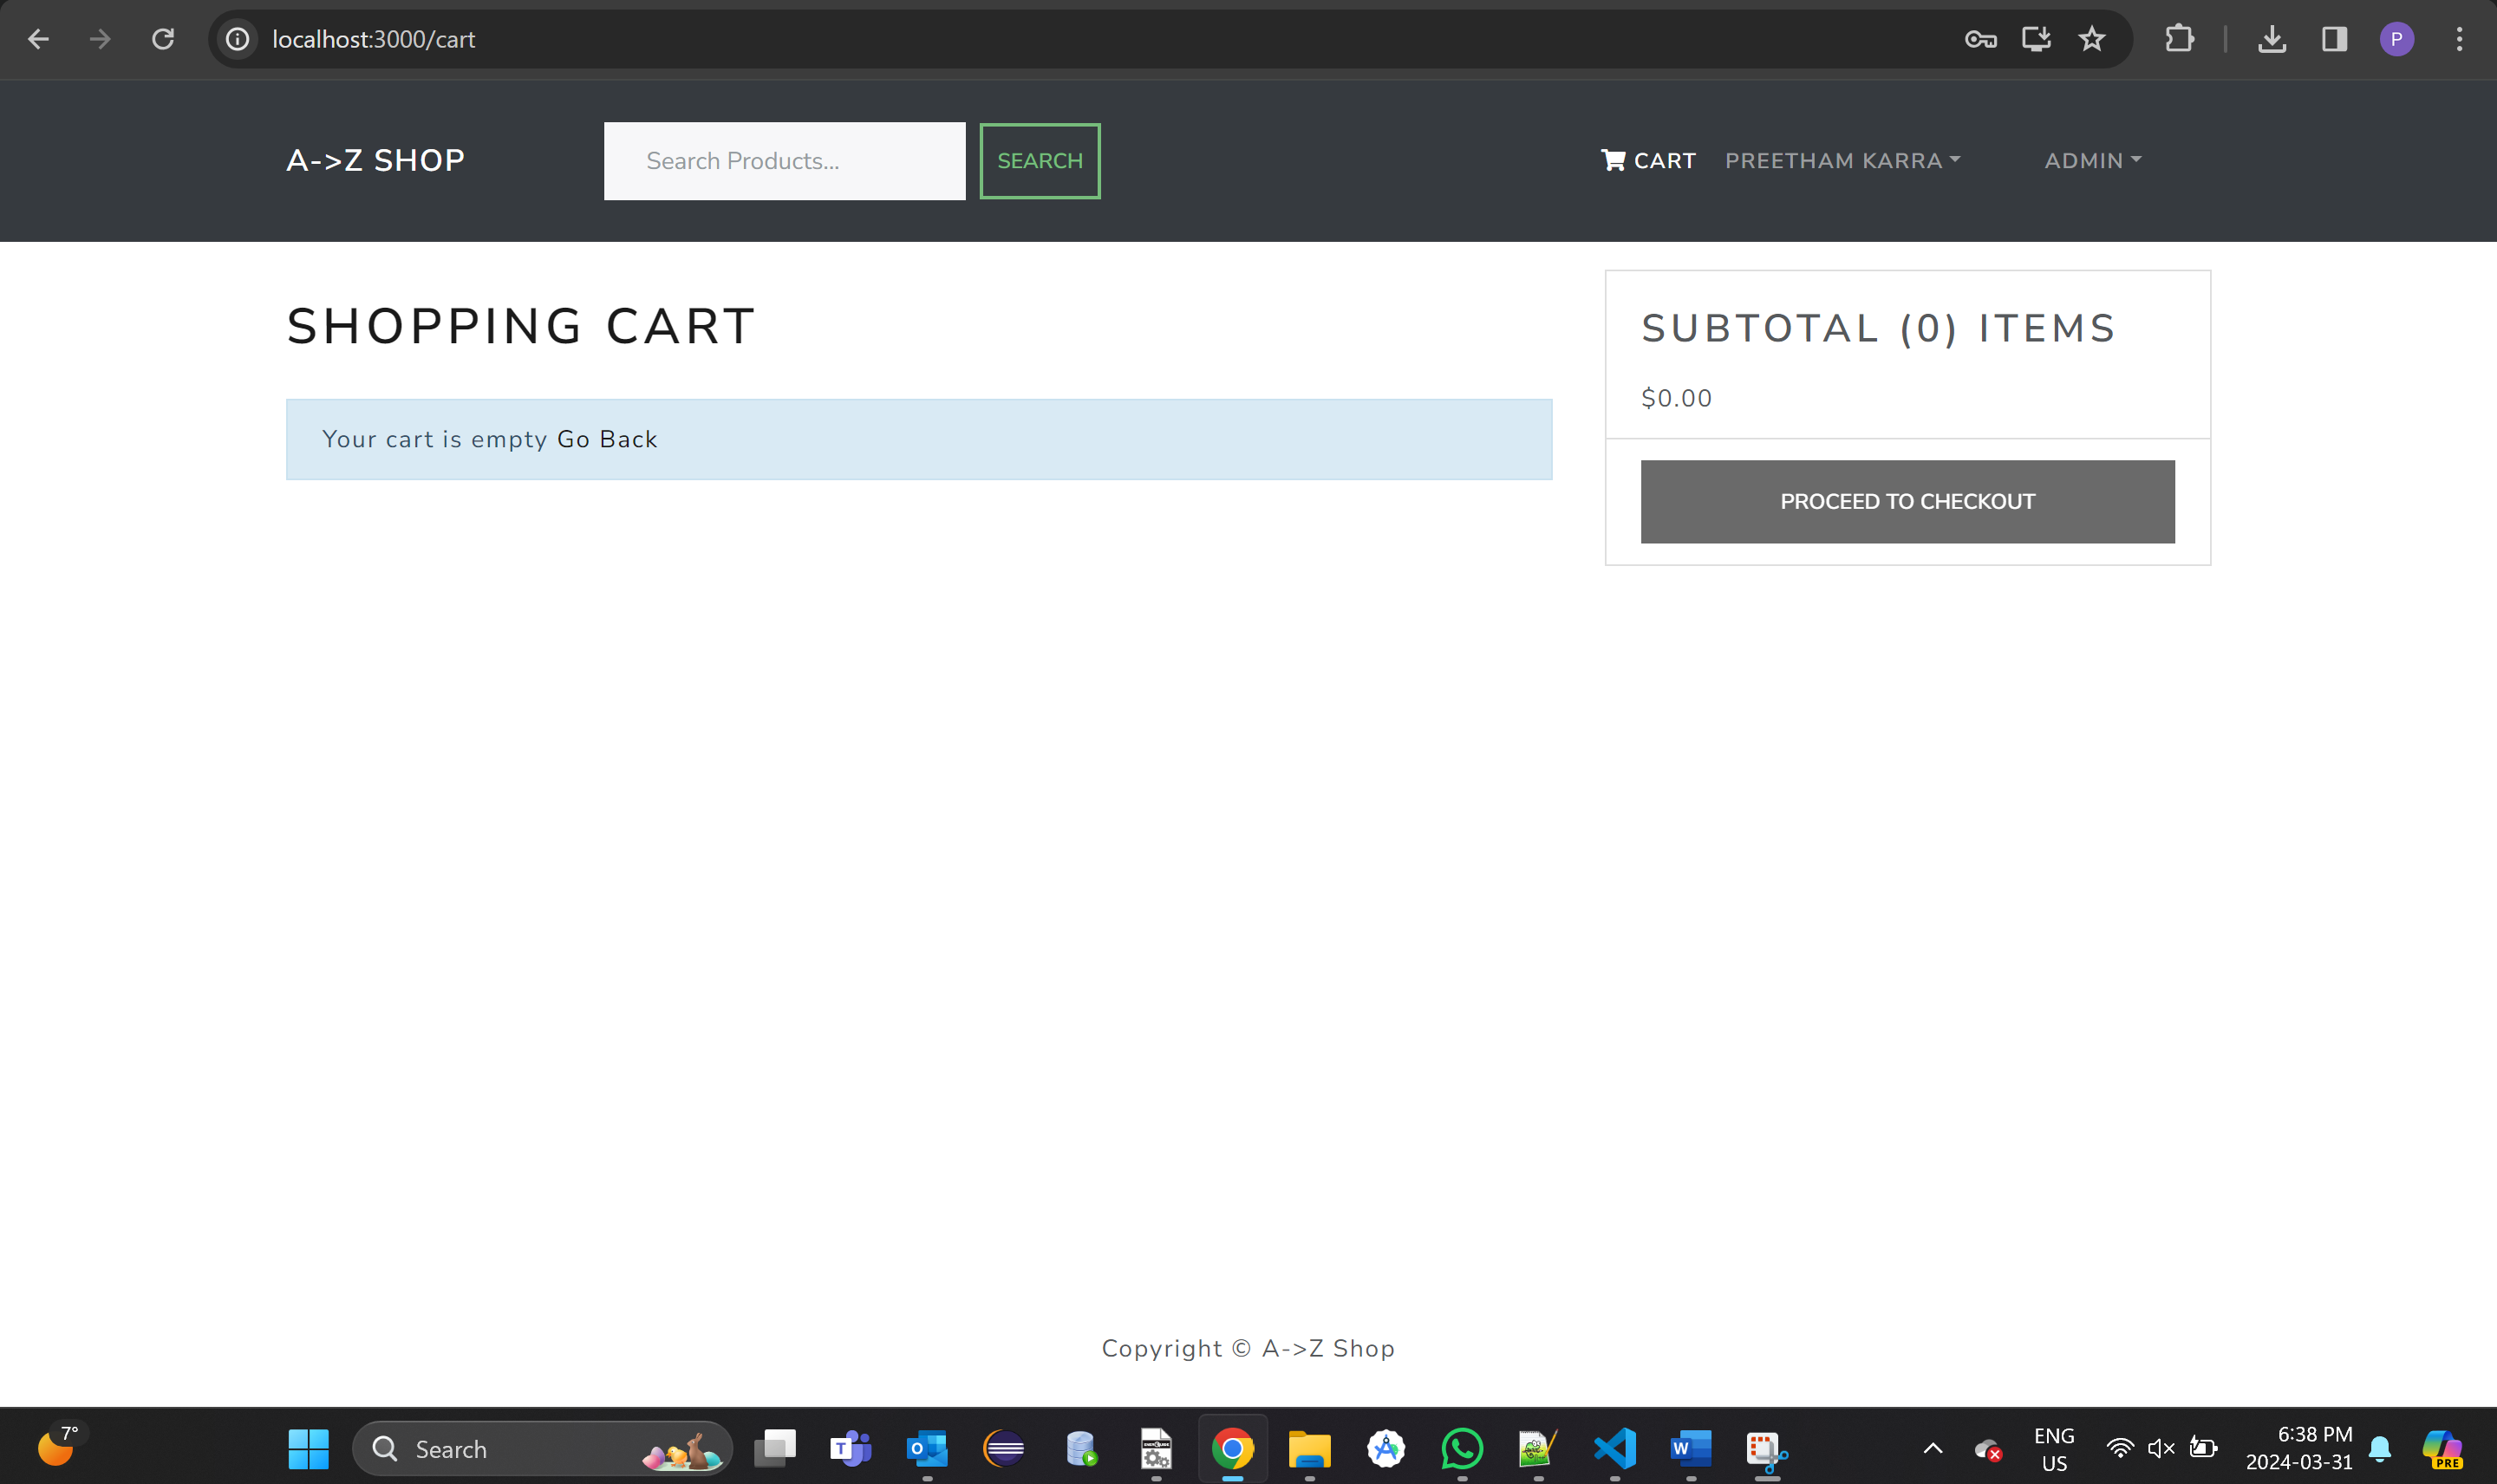 localhost:3000/cart
P
A->Z SHOP
Search Products...
SEARCH
CART
PREETHAM KARRA
ADMIN
SHOPPING CART
Your cart is empty Go Back
SUBTOTAL (0) ITEMS
$0.00
PROCEED TO CHECKOUT
Copyright © A->Z Shop
7°
Search
T
O
W
ENG
US
6:38 PM
2024-03-31
PRE